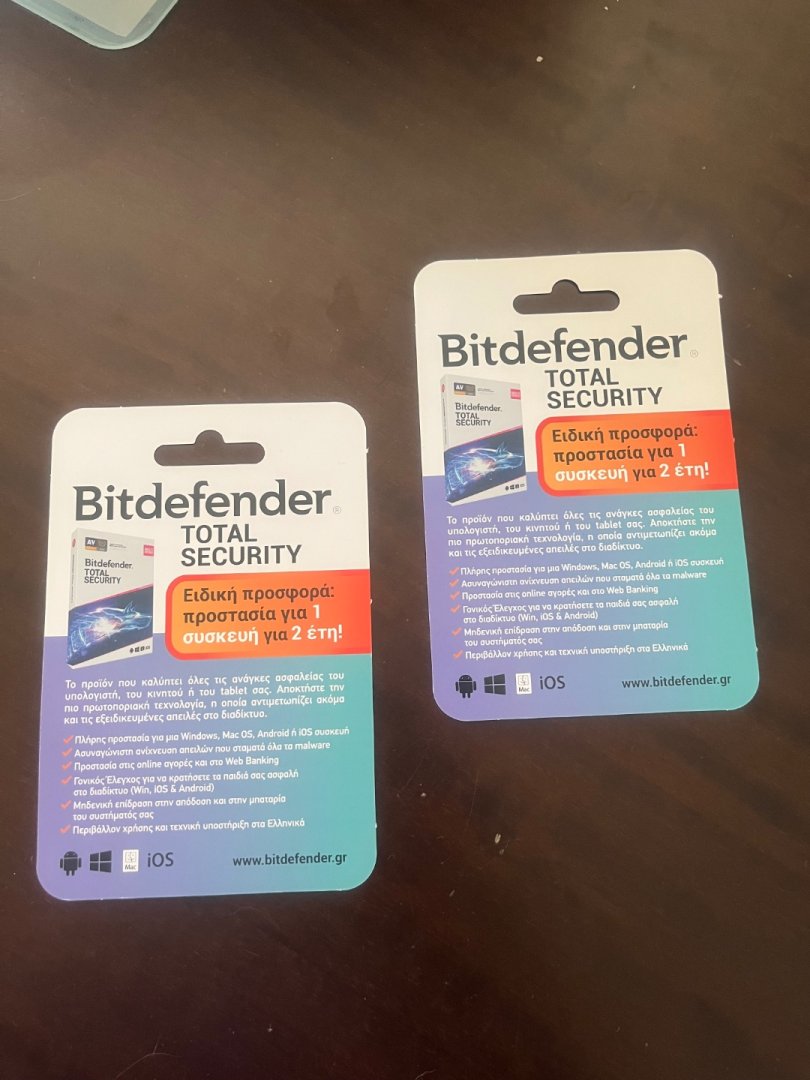 Bitdefender®
TOTAL
SECURITY
AV
Bitdefender.
TOTAL
SECURITY
Ειδική προσφορά:
προστασία για 1
συσκευή για 2 έτη!
Το προϊόν που καλύπτει όλες τις ανάγκες ασφαλείας του
υπολογιστή, του κινητού ή του tablet σας. Αποκτήστε την
πιο πρωτοποριακή τεχνολογία, η οποία αντιμετωπίζει ακόμα
και τις εξειδικευμένες απειλές στο διαδίκτυο.
Πλήρης προστασία για μια Windows, Mac OS, Android ή iOS συσκευή
Ασυναγώνιστη ανίχνευση απειλών που σταματά όλα τα malware
Προστασία στις online αγορές και στο Web Banking
Γονικός Έλεγχος για να κρατήσετε τα παιδιά σας ασφαλή
στο διαδίκτυο (Win, iOS & Android)
Μηδενική επίδραση στην απόδοση και στην μπαταρία
του συστήματός σας
Περιβάλλον χρήσης και τεχνική υποστήριξη στα Ελληνικά
Mac iOS www.bitdefender.gr
Bitdefender®
TOTAL
SECURITY
AV
Bitdefender.
TOTAL
SECURITY
Ειδική προσφορά:
προστασία για 1
συσκευή για 2 έτη!
Το προϊόν που καλύπτει όλες τις ανάγκες ασφαλείας του
υπολογιστή, του κινητού ή του tablet σας. Αποκτήστε την
πιο πρωτοποριακή τεχνολογία, η οποία αντιμετωπίζει ακόμα
και τις εξειδικευμένες απειλές στο διαδίκτυο.
Πλήρης προστασία για μια Windows, Mac OS, Android ή iOS συσκευή
Ασυναγώνιστη ανίχνευση απειλών που σταματά όλα τα malware
Προστασία στις online αγορές και στο Web Banking
Γονικός Έλεγχος για να κρατήσετε τα παιδιά σας ασφαλή
στο διαδίκτυο (Win, iOS & Android)
Μηδενική επίδραση στην απόδοση και στην μπαταρία
του συστήματός σας
Περιβάλλον χρήσης και τεχνική υποστήριξη στα Ελληνικά
Mac iOS www.bitdefender.gr